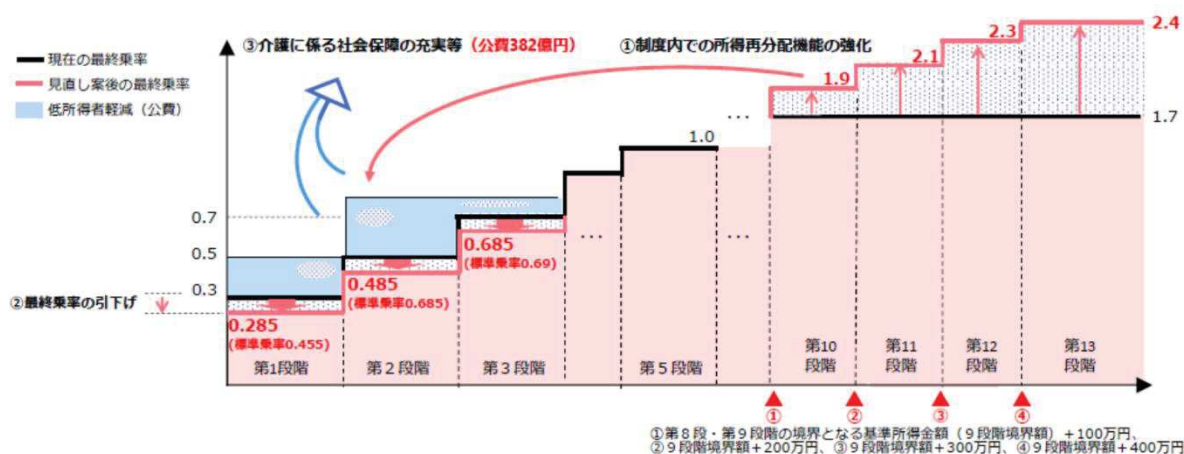 ③介護に係る社会保障の充実等（公費382億円）
①制度内での所得再分配機能の強化
現在の最終乗率
見直し案後の最終乗率
低所得者軽減（公費）
2.4
2.3
2.1
1.9
1.7
…
1.0
0.7
0.5
0.3
②最終乗率の引下げ
…
…
0.685
(標準乗率0.69)
0.485
(標準乗率0.685)
0.285
(標準乗率0.455)
第1段階
第２段階
第３段階
第５段階
第10
段階
第11
段階
第12
段階
第13
段階
①
②
③
④
①第８段・第９段階の境界となる基準所得金額（９段階境界額）＋100万円、
②９段階境界額＋200万円、③９段階境界額＋300万円、④９段階境界額＋400万円